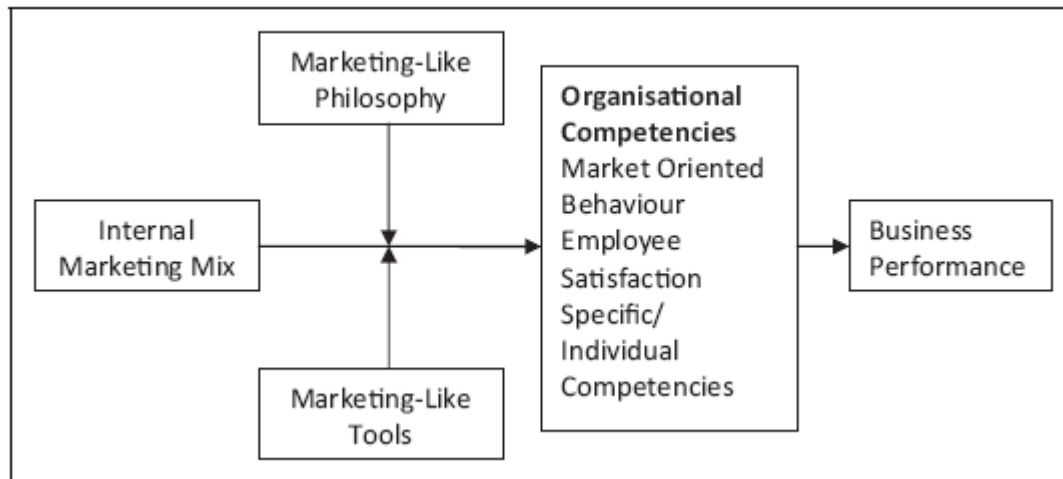 Marketing-Like
Philosophy
Internal
Marketing Mix
Marketing-Like
Tools
Organisational
Competencies
Market Oriented
Behaviour
Employee
Satisfaction
Specific/
Individual
Competencies
Business
Performance